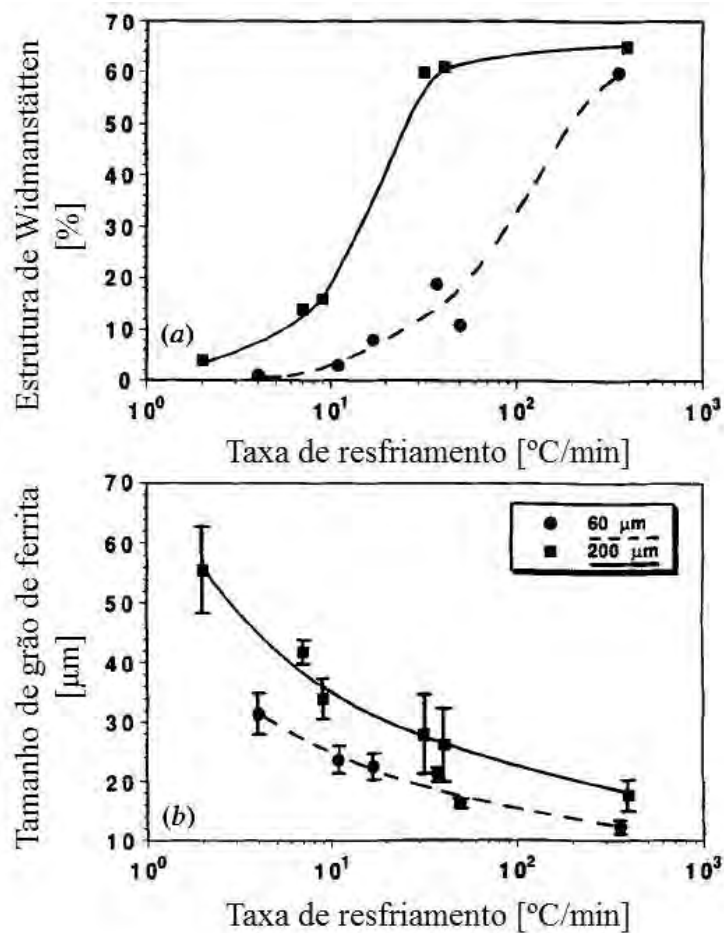 70
60
50
40
30
20
10
0
(a)
Estrutura de Widmanstätten
[%]
10⁰
10¹
10²
10³
Taxa de resfriamento [ºC/min]
70
60
50
40
30
20
10
(b)
60 μm
200 μm
Tamanho de grão de ferrita
[μm]
10⁰
10¹
10²
10³
Taxa de resfriamento [ºC/min]